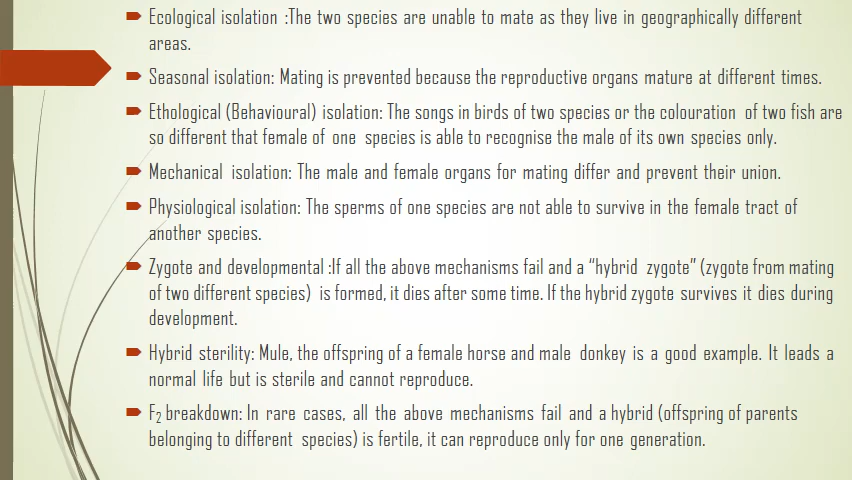 Ecological isolation :The two species are unable to mate as they live in geographically different
areas.
Seasonal isolation: Mating is prevented because the reproductive organs mature at different times.
Ethological (Behavioural) isolation: The songs in birds of two species or the colouration of two fish are
so different that female of one species is able to recognise the male of its own species only.
Mechanical isolation: The male and female organs for mating differ and prevent their union.
Physiological isolation: The sperms of one species are not able to survive in the female tract of
another species.
Zygote and developmental :If all the above mechanisms fail and a “hybrid zygote” (zygote from mating
of two different species) is formed, it dies after some time. If the hybrid zygote survives it dies during
development.
Hybrid sterility: Mule, the offspring of a female horse and male donkey is a good example. It leads a
normal life but is sterile and cannot reproduce.
F2 breakdown: In rare cases, all the above mechanisms fail and a hybrid (offspring of parents
belonging to different species) is fertile, it can reproduce only for one generation.